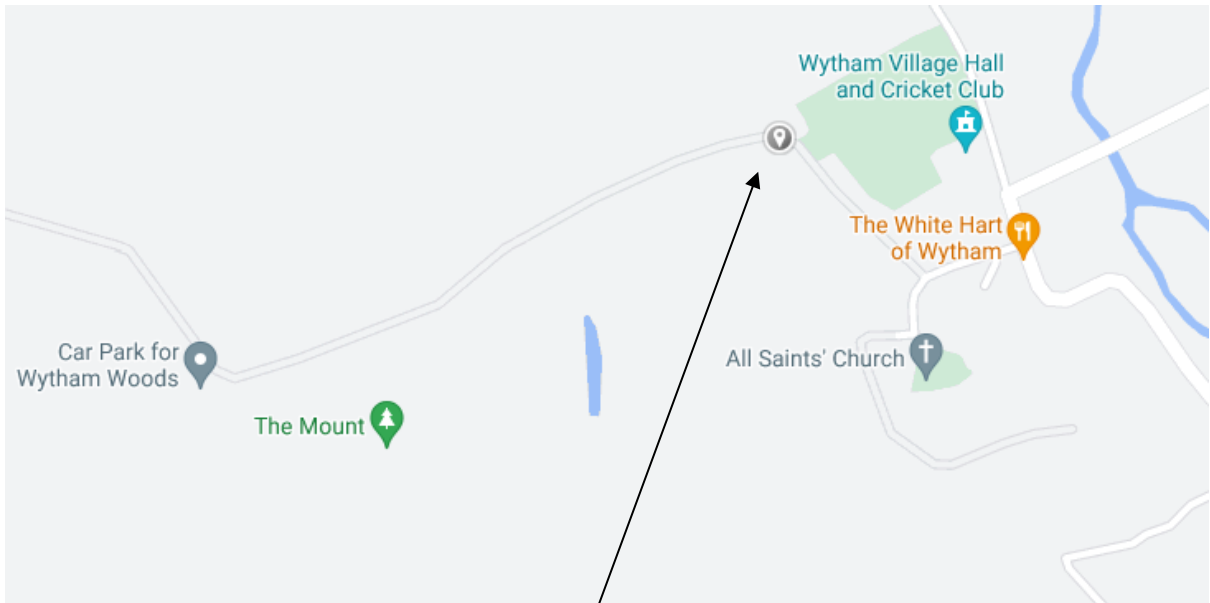 Wytham Village Hall
and Cricket Club
The White Hart
of Wytham
Car Park for
Wytham Woods
All Saints' Church
The Mount